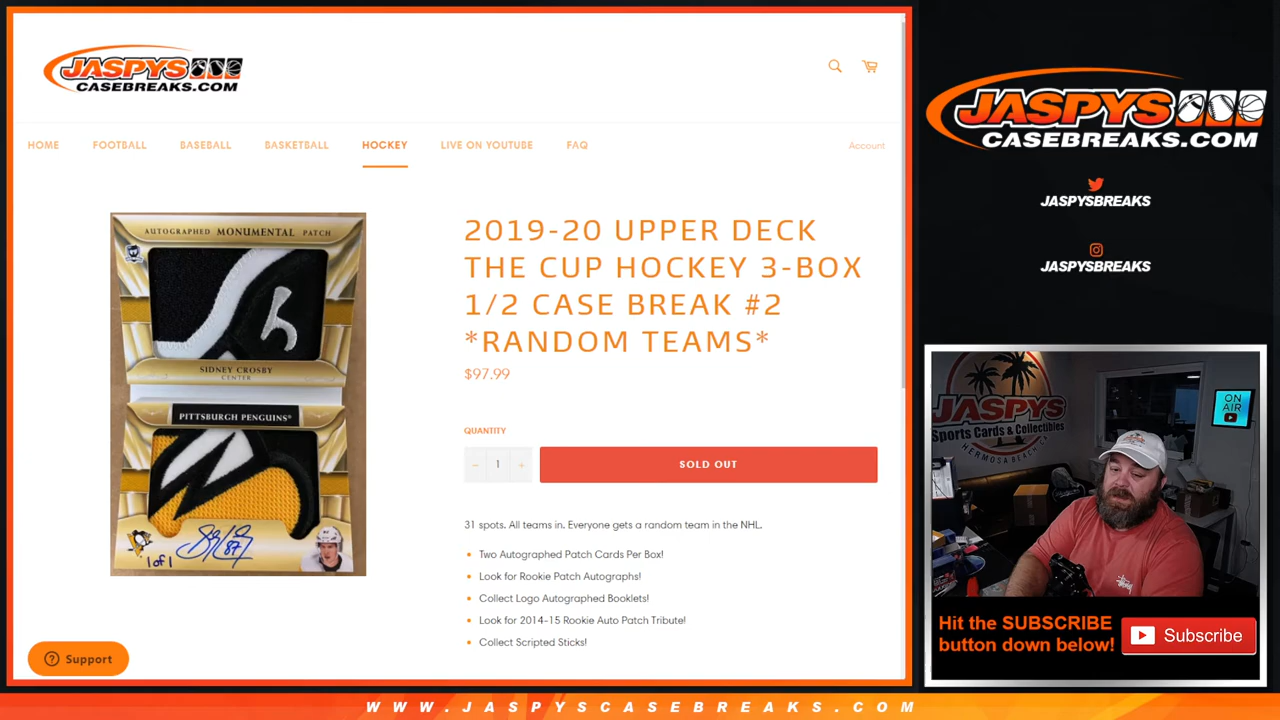 JASPYS
CASEBREAKS.COM
HOME
FOOTBALL
BASEBALL
BASKETBALL
HOCKEY
LIVE ON YOUTUBE
FAQ
Account
AUTOGRAPHED MONUMENTAL PATCH
SIDNEY CROSBY
CENTER
PITTSBURGH PENGUINS®
87
1 of 1
2019-20 UPPER DECK
THE CUP HOCKEY 3-BOX
1/2 CASE BREAK #2
*RANDOM TEAMS*
$97.99
QUANTITY
− 1 +
SOLD OUT
31 spots. All teams in. Everyone gets a random team in the NHL.
Two Autographed Patch Cards Per Box!
Look for Rookie Patch Autographs!
Collect Logo Autographed Booklets!
Look for 2014-15 Rookie Auto Patch Tribute!
Collect Scripted Sticks!
Support
JASPYS
CASEBREAKS.COM
JASPYSBREAKS
JASPYSBREAKS
JASPYS
Sports Cards & Collectibles
HERMOSA BEACH CA
ON
AIR
Hit the SUBSCRIBE
button down below!
Subscribe
WWW.JASPYSCASEBREAKS.COM